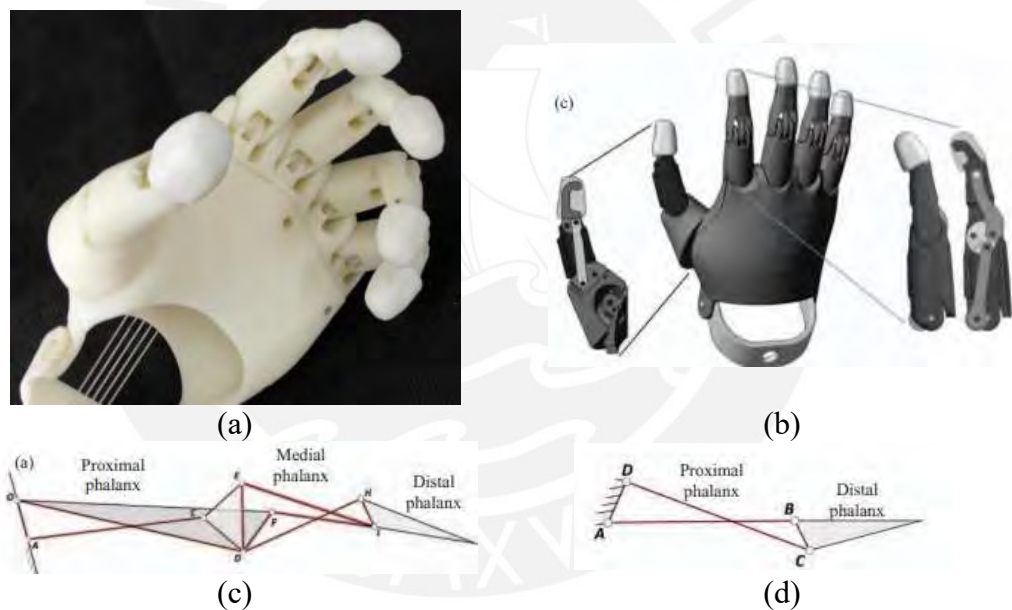 (c)
(a)
(b)
(a)
Proximal
phalanx
Medial
phalanx
Distal
phalanx
O
A
C
E
D
F
H
I
Proximal
phalanx
Distal
phalanx
D
A
B
C
(c)
(d)